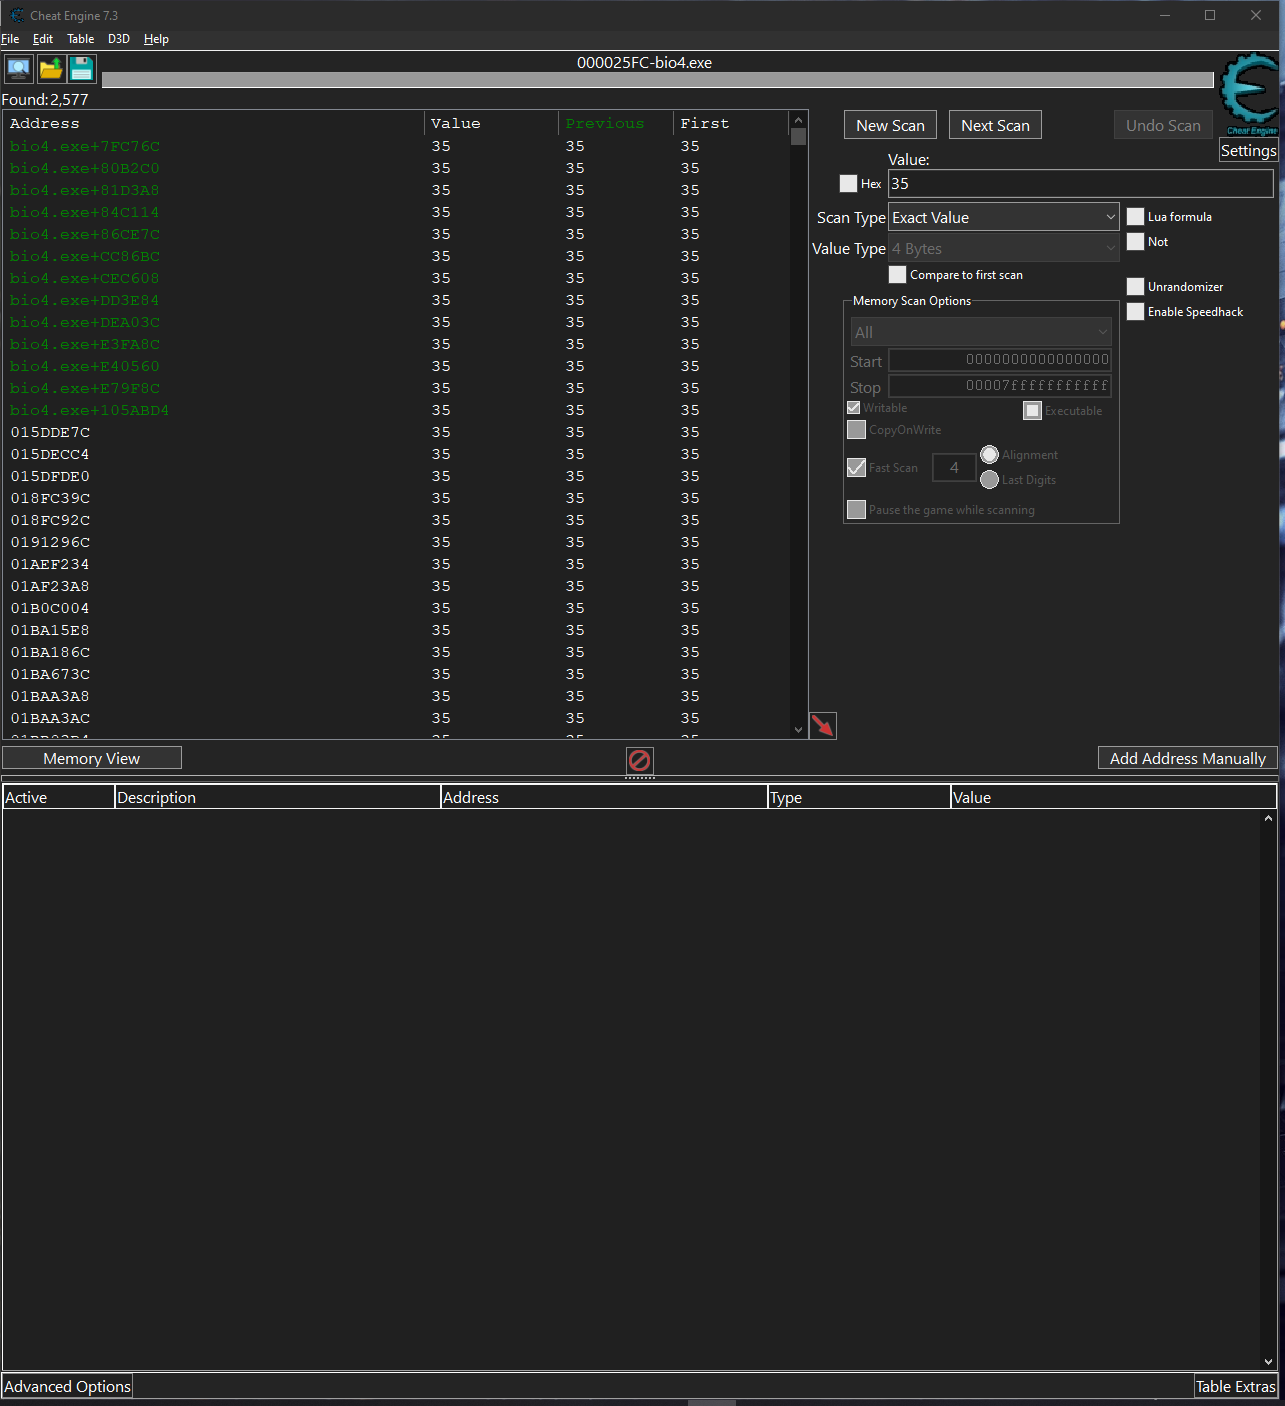 Cheat Engine 7.3
File Edit Table D3D Help
000025FC-bio4.exe
Found: 2,577
Address Value Previous First
bio4.exe+7FC76C 35 35 35
bio4.exe+80B2C0 35 35 35
bio4.exe+81D3A8 35 35 35
bio4.exe+84C114 35 35 35
bio4.exe+86CE7C 35 35 35
bio4.exe+CC86BC 35 35 35
bio4.exe+CEC608 35 35 35
bio4.exe+DD3E84 35 35 35
bio4.exe+DEA03C 35 35 35
bio4.exe+E3FA8C 35 35 35
bio4.exe+E40560 35 35 35
bio4.exe+E79F8C 35 35 35
bio4.exe+105ABD4 35 35 35
015DDE7C 35 35 35
015DECC4 35 35 35
015DFDE0 35 35 35
018FC39C 35 35 35
018FC92C 35 35 35
0191296C 35 35 35
01AEF234 35 35 35
01AF23A8 35 35 35
01B0C004 35 35 35
01BA15E8 35 35 35
01BA186C 35 35 35
01BA673C 35 35 35
01BAA3A8 35 35 35
01BAA3AC 35 35 35
New Scan Next Scan Undo Scan
Cheat Engine
Settings
Value:
Hex 35
Scan Type Exact Value
Lua formula
Value Type 4 Bytes
Not
Compare to first scan
Unrandomizer
Enable Speedhack
Memory Scan Options
All
Start 0000000000000000
Stop 00007fffffffffff
Writable Executable
CopyOnWrite
Fast Scan 4 Alignment
Last Digits
Pause the game while scanning
Memory View Add Address Manually
Active Description Address Type Value
Advanced Options Table Extras